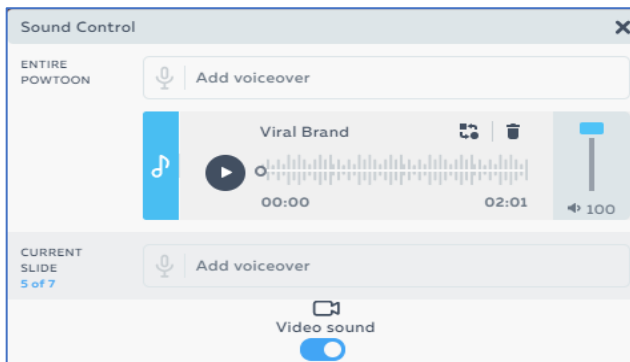 Sound Control
ENTIRE
POWTOON
Add voiceover
Viral Brand
00:00 02:01
100
CURRENT
SLIDE
5 of 7
Add voiceover
Video sound